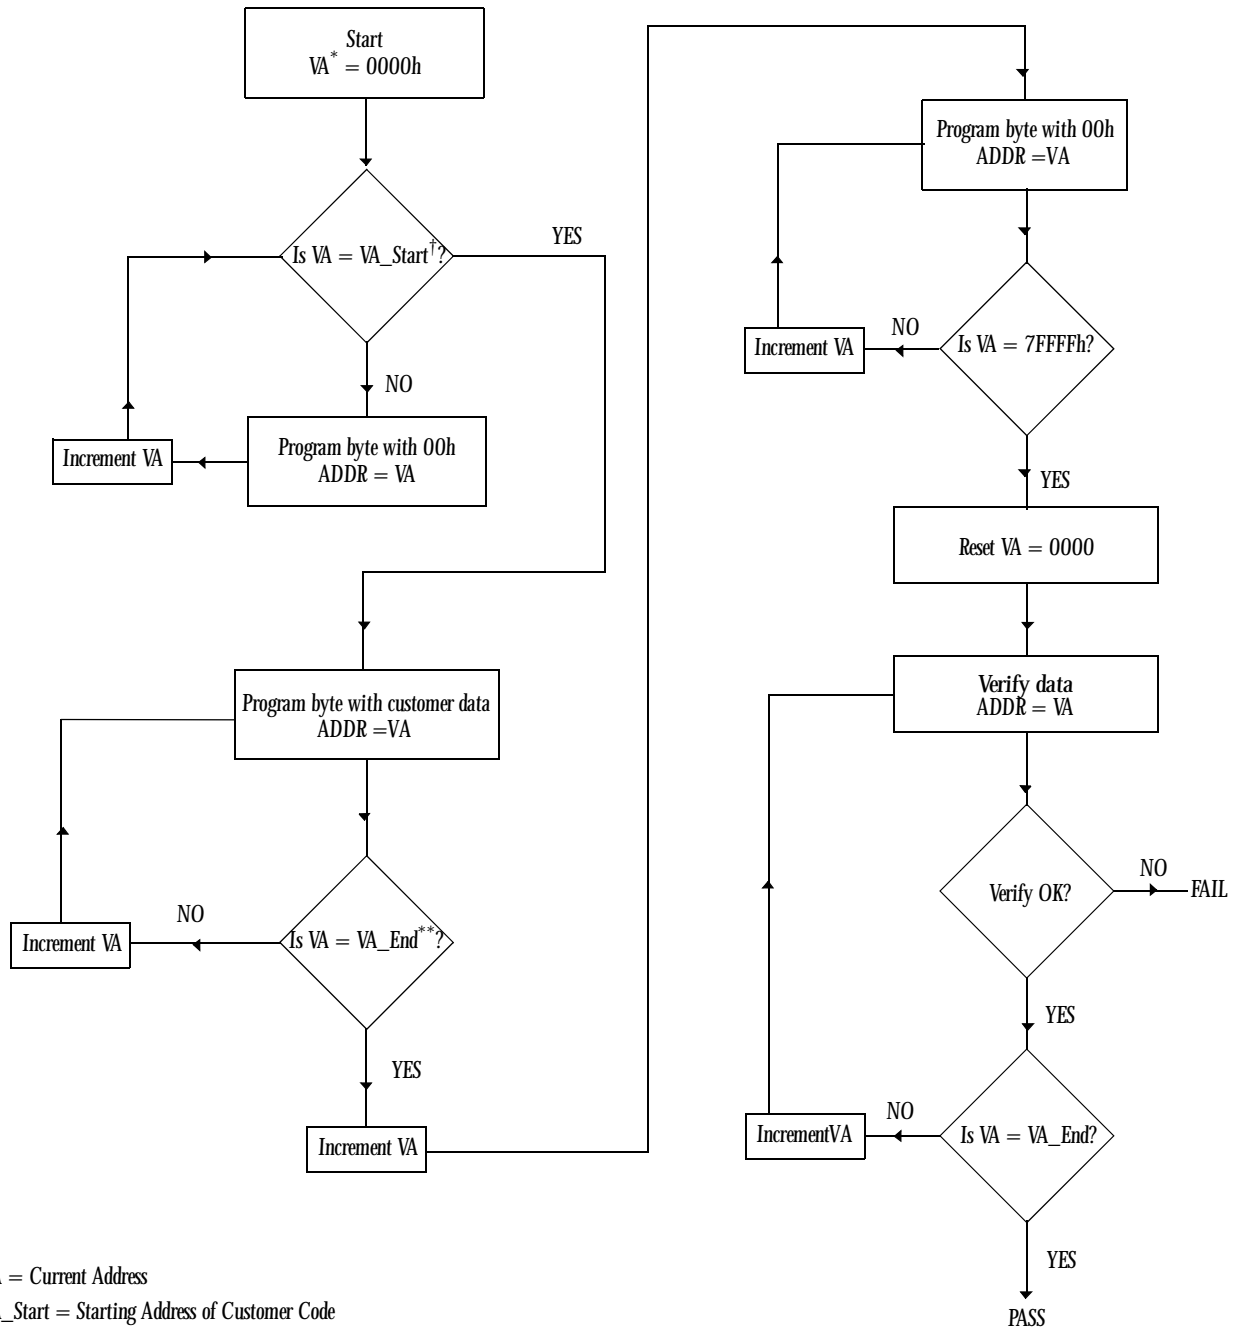 Start
VA* = 0000h
Is VA = VA_Start†?
YES
NO
Program byte with 00h
ADDR = VA
Increment VA
Program byte with customer data
ADDR =VA
Is VA = VA_End**?
NO
Increment VA
YES
Increment VA
Program byte with 00h
ADDR =VA
Is VA = 7FFFFh?
NO
Increment VA
YES
Reset VA = 0000
Verify data
ADDR = VA
Verify OK?
NO
FAIL
YES
Is VA = VA_End?
NO
IncrementVA
YES
PASS
= Current Address
_Start = Starting Address of Customer Code